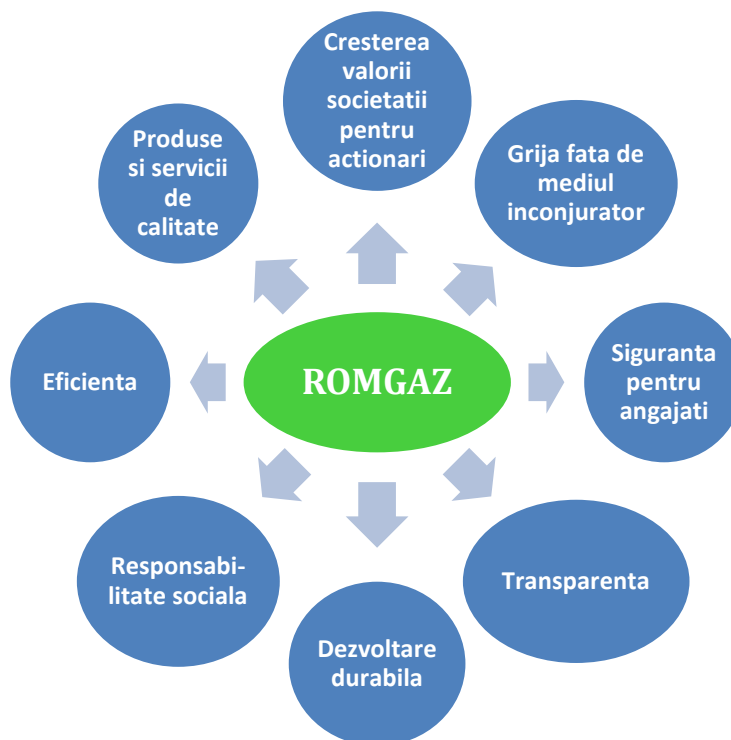 Cresterea
valorii
societatii
pentru
actionari
Grija fata de
mediul
inconjurator
Siguranta
pentru
angajati
Transparenta
Dezvoltare
durabila
Responsabi-
litate sociala
Eficienta
Produse
si servicii
de
calitate
ROMGAZ